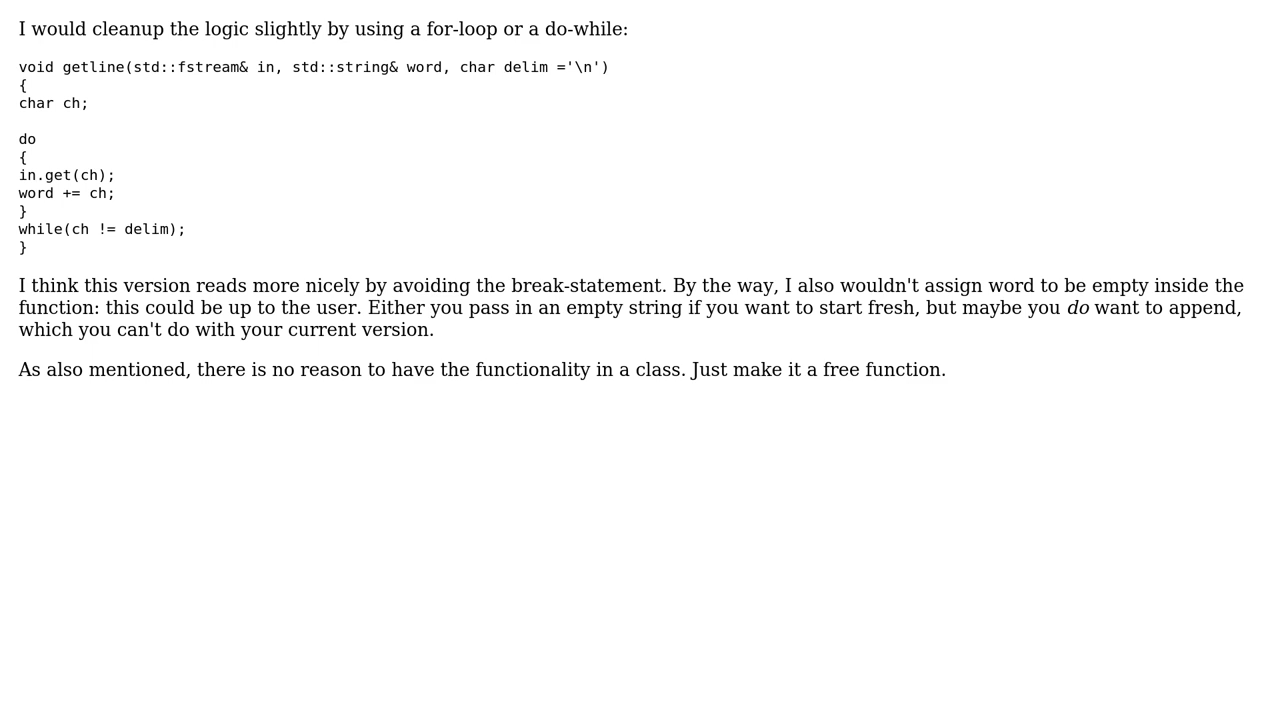 I would cleanup the logic slightly by using a for-loop or a do-while:
void getline(std::fstream& in, std::string& word, char delim ='\n')
{
char ch;
do
{
in.get(ch);
word += ch;
}
while(ch != delim);
}
I think this version reads more nicely by avoiding the break-statement. By the way, I also wouldn't assign word to be empty inside the
function: this could be up to the user. Either you pass in an empty string if you want to start fresh, but maybe you do want to append,
which you can't do with your current version.
As also mentioned, there is no reason to have the functionality in a class. Just make it a free function.